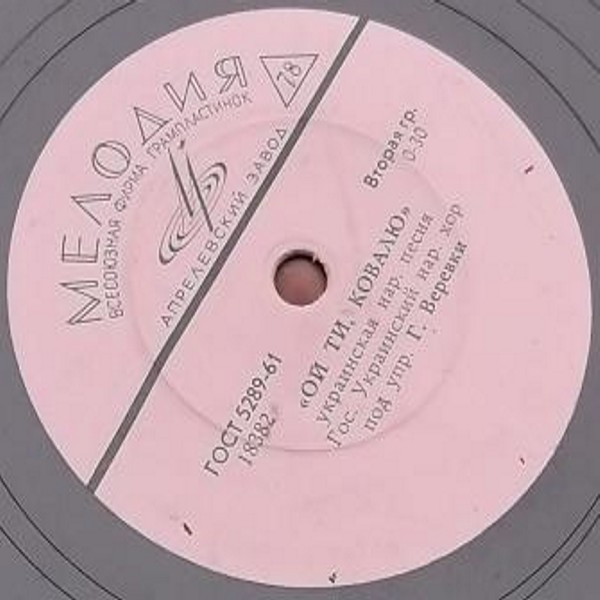 МЕЛОДИЯ
78
ВСЕСОЮЗНАЯ ФИРМА ГРАМПЛАСТИНОК
АПРЕЛЕВСКИЙ ЗАВОД
Вторая гр.
0-30
ГОСТ 5289-61
18382
«ОЙ ТИ, КОВАЛЮ»
украинская нар. песня
Гос. Украинский нар. хор
под упр. Г. Веревки